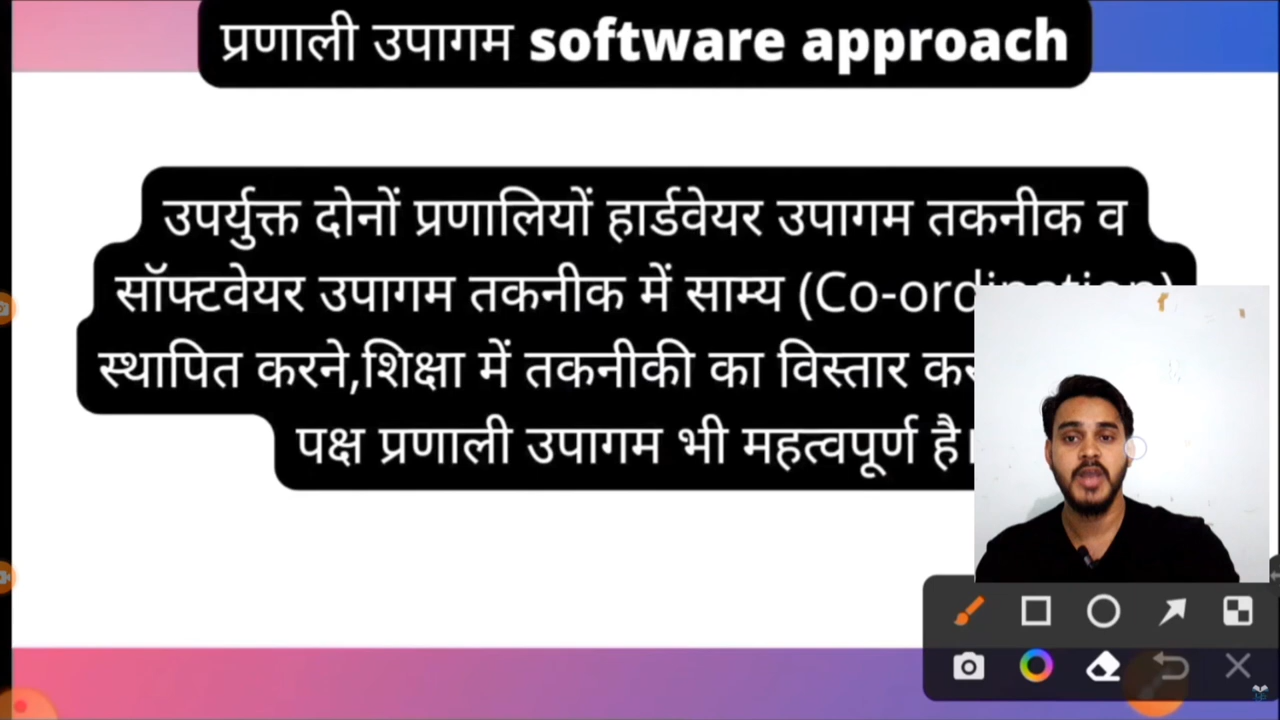 प्रणाली उपागम software approach
उपर्युक्त दोनों प्रणालियों हार्डवेयर उपागम तकनीक व
सॉफ्टवेयर उपागम तकनीक में साम्य (Co-ordination)
स्थापित करने,शिक्षा में तकनीकी का विस्तार
पक्ष प्रणाली उपागम भी महत्वपूर्ण है।